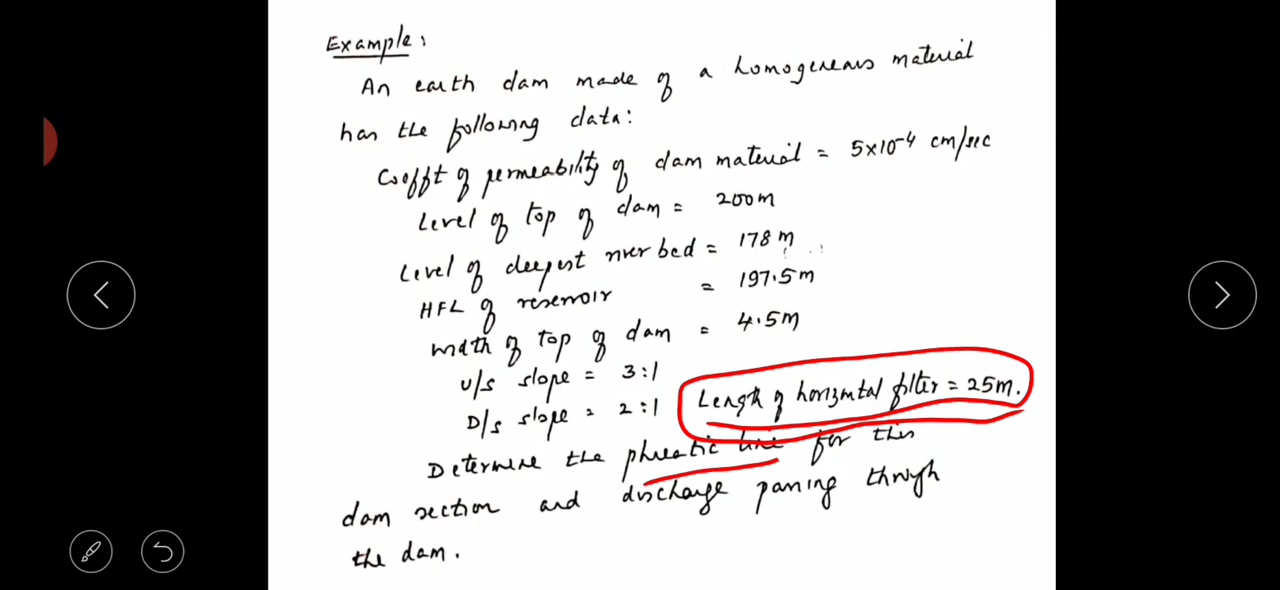 Example:
An earth dam made of a homogeneous material
has the following data:
Coefft of permeability of dam material = 5×10-4 cm/sec
Level of top of dam = 200m
Level of deepest river bed = 178 m
HFL of reservoir = 197.5m
width of top of dam = 4.5m
U/s slope = 3:1
D/s slope = 2:1 Length of horizontal filter = 25m.
Determine the phreatic line for this
dam section and discharge passing through
the dam.